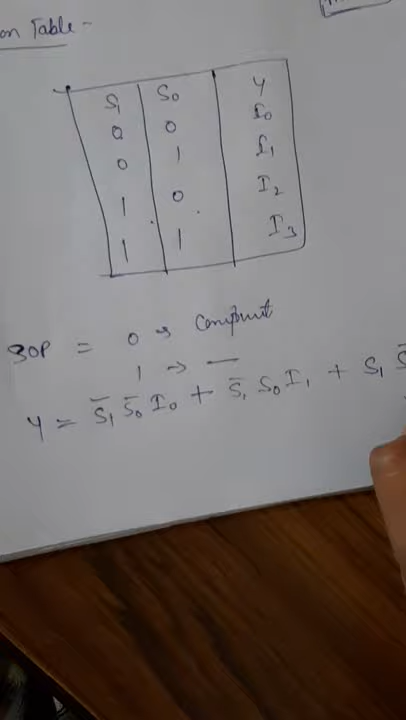 on Table -
S₁ S₀ Y
0 0 I₀
0 1 I₁
1 0 I₂
1 1 I₃
SOP = 0 →
1 → —
Y = S̅₁ S̅₀ I₀ + S̅₁ S₀ I₁ + S₁ S̅